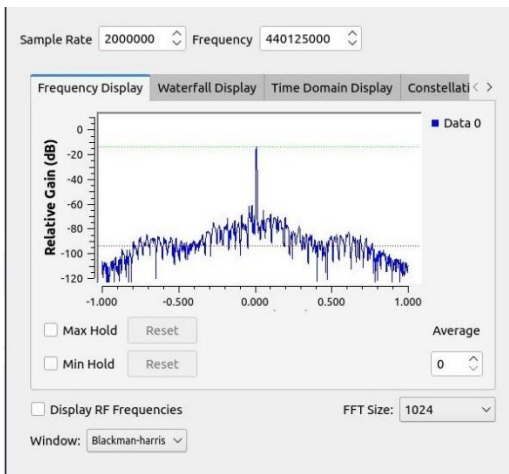 Sample Rate 2000000 Frequency 440125000
Frequency Display Waterfall Display Time Domain Display Constellati
Data 0
Relative Gain (dB)
0
-20
-40
-60
-80
-100
-120
-1.000 -0.500 0.000 0.500 1.000
Max Hold Reset Average
Min Hold Reset 0
Display RF Frequencies FFT Size: 1024
Window: Blackman-harris